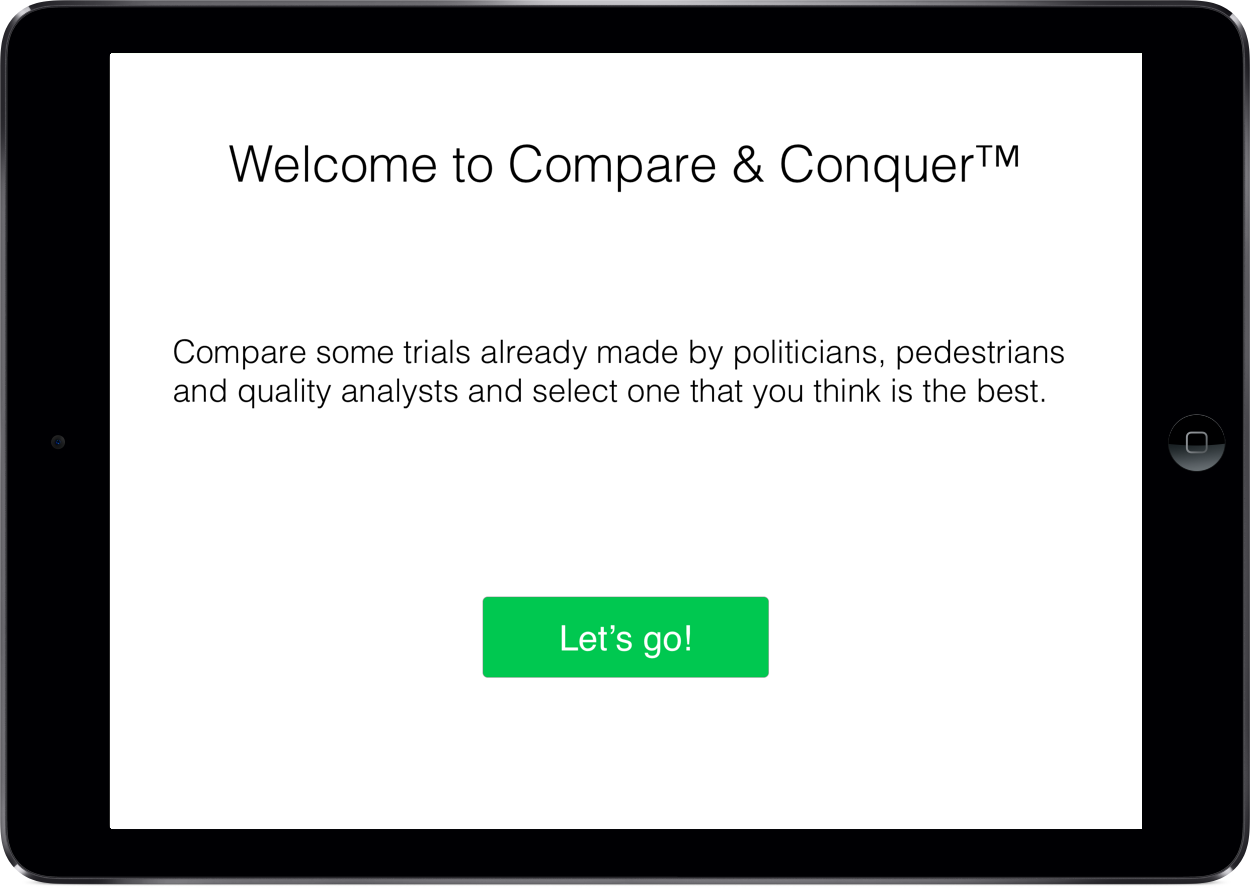 Welcome to Compare & Conquer™
Compare some trials already made by politicians, pedestrians
and quality analysts and select one that you think is the best.
Let’s go!